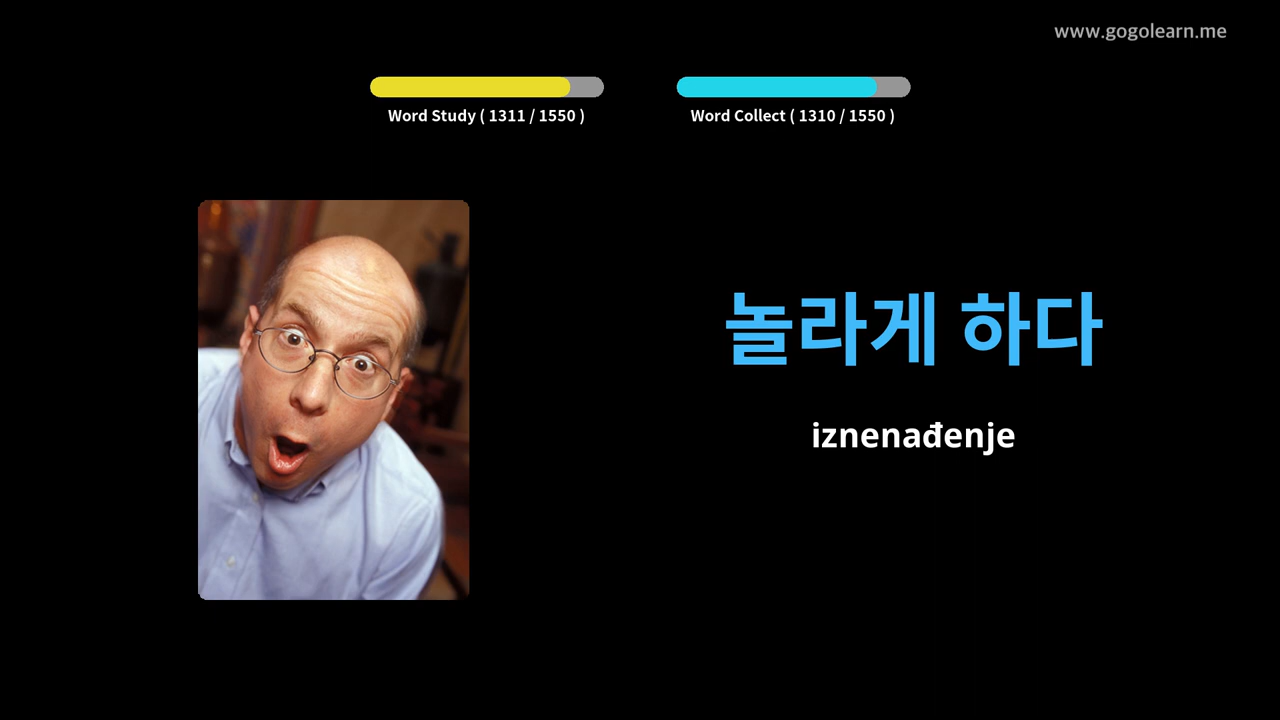 www.gogolearn.me
Word Study ( 1311 / 1550 )
Word Collect ( 1310 / 1550 )
놀라게 하다
iznenađenje